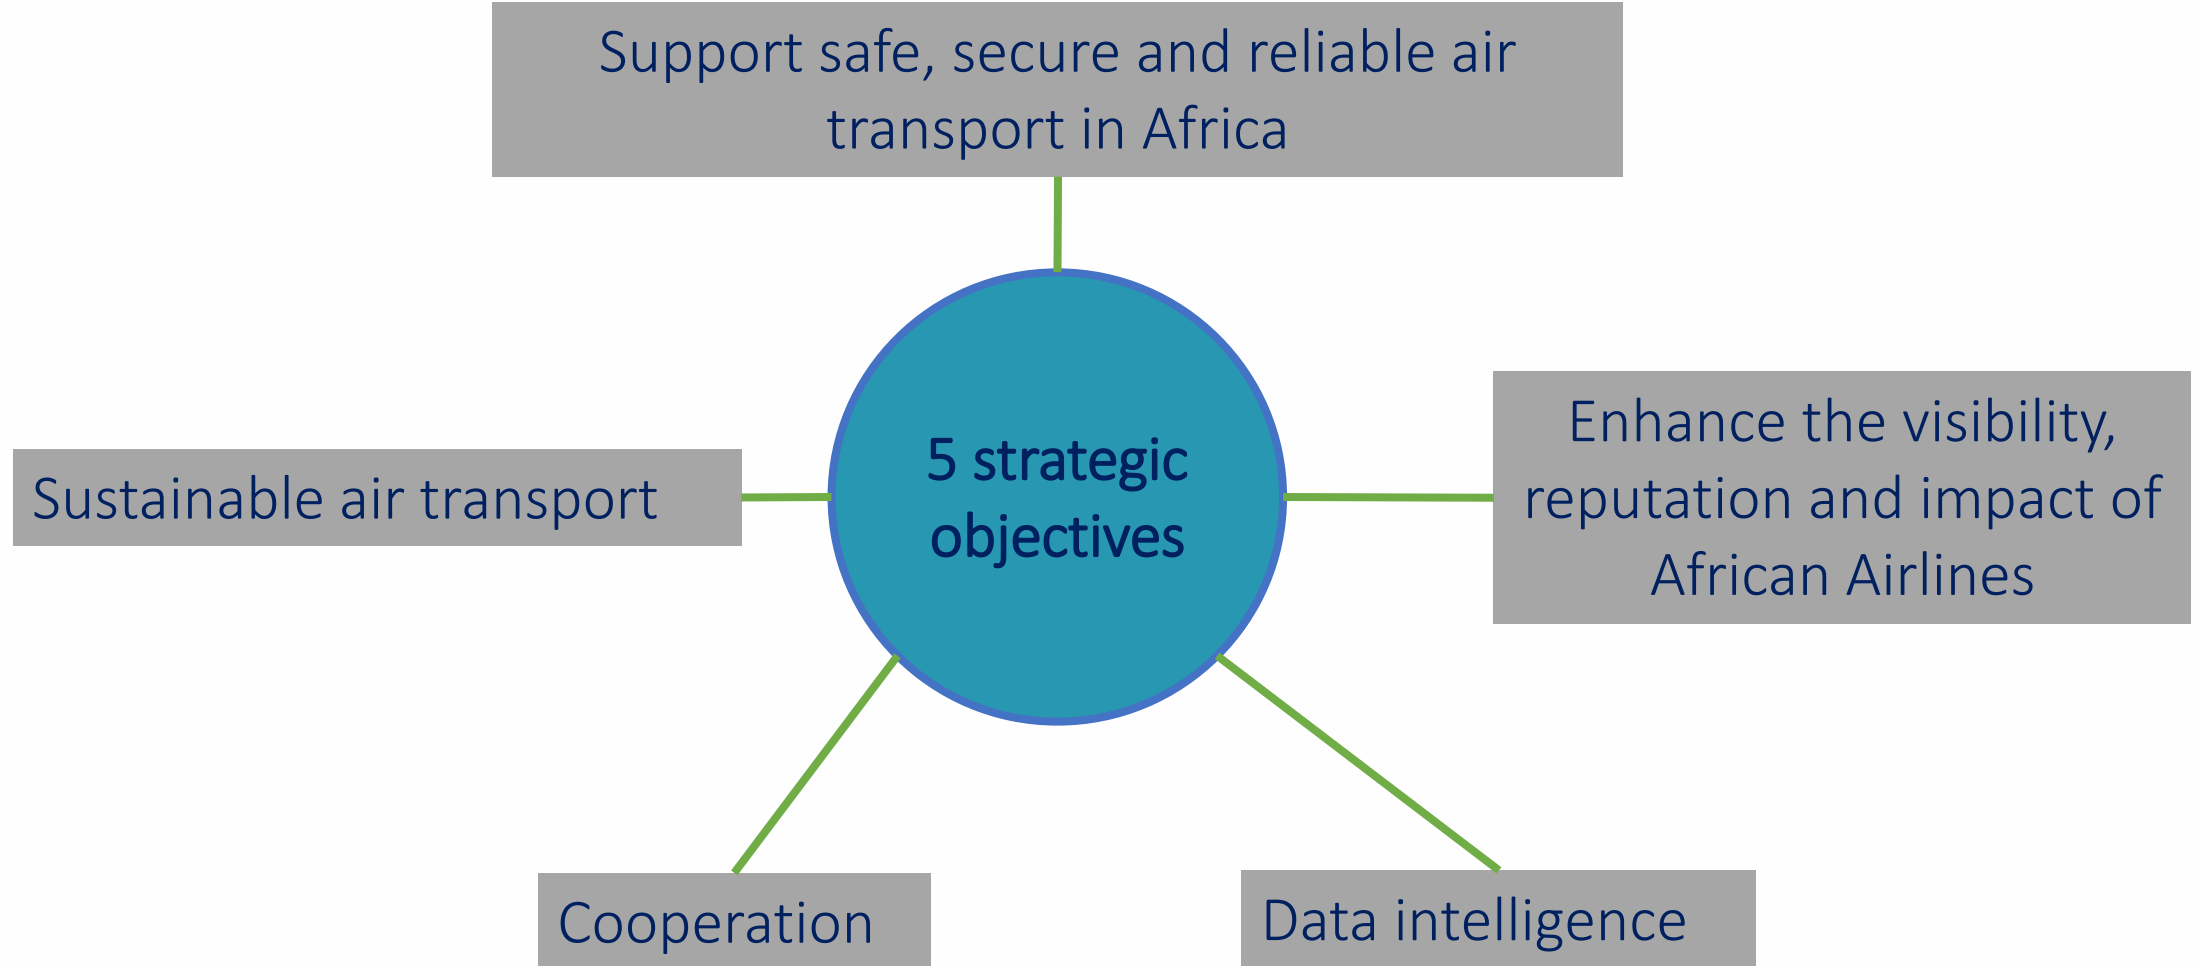 Support safe, secure and reliable air
transport in Africa
5 strategic
objectives
Sustainable air transport
Enhance the visibility,
reputation and impact of
African Airlines
Cooperation
Data intelligence